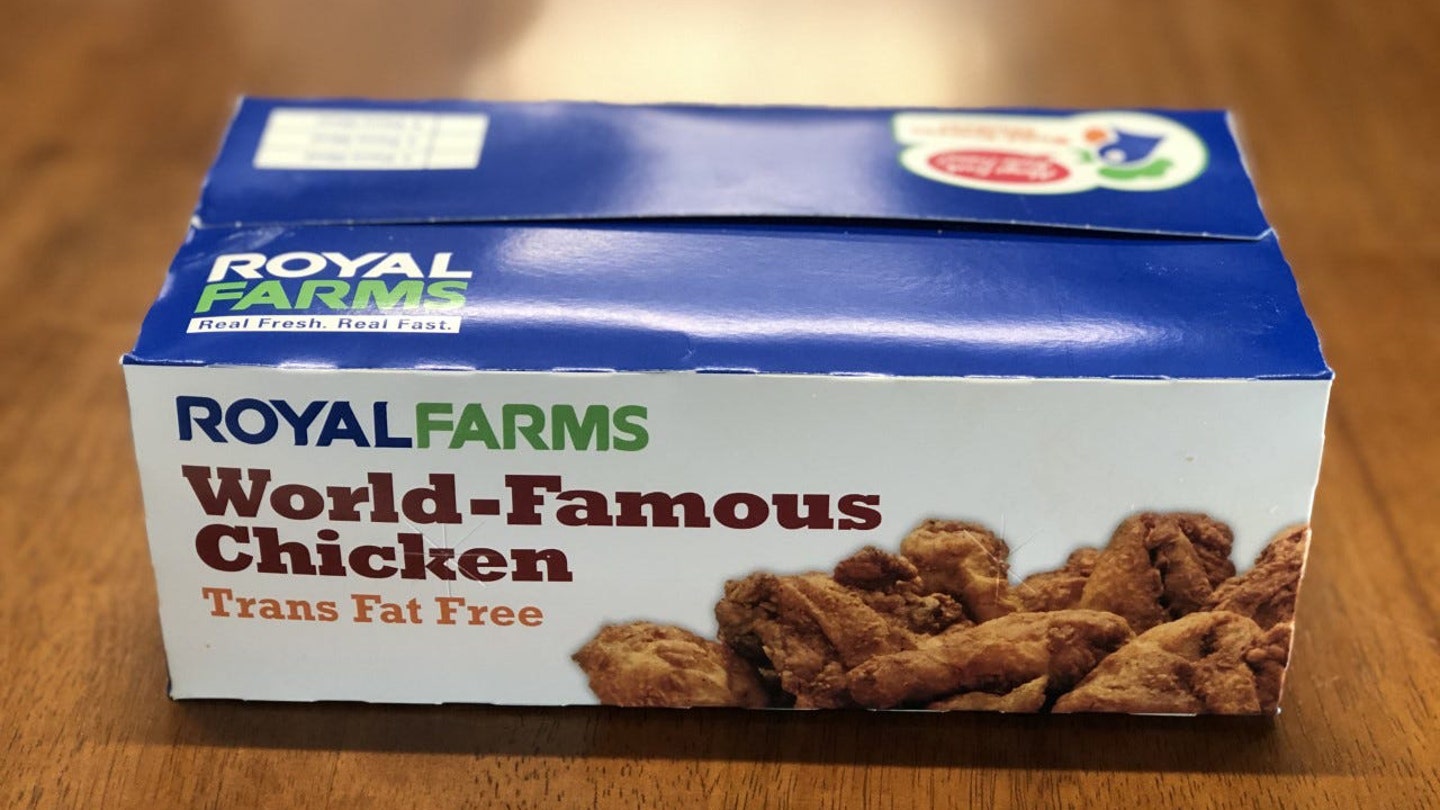 ROYAL
FARMS
Real Fresh. Real Fast.
ROYALFARMS
World-Famous
Chicken
Trans Fat Free